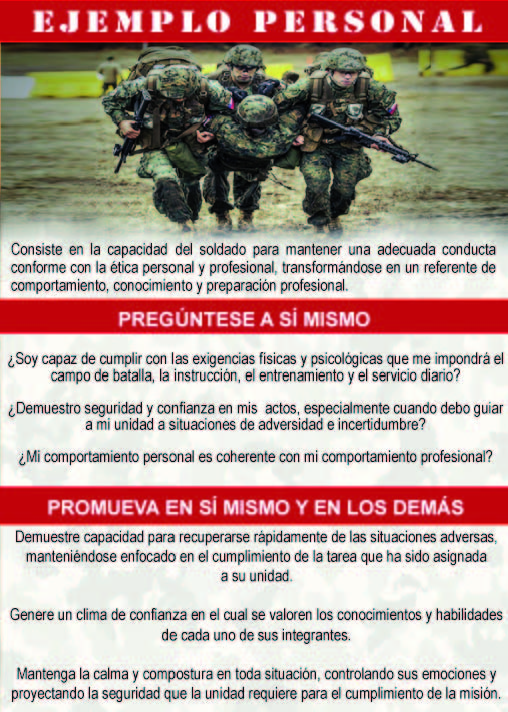 EJEMPLO PERSONAL
Consiste en la capacidad del soldado para mantener una adecuada conducta
conforme con la ética personal y profesional, transformándose en un referente de
comportamiento, conocimiento y preparación profesional.
PREGÚNTESE A SÍ MISMO
¿Soy capaz de cumplir con las exigencias físicas y psicológicas que me impondrá el
campo de batalla, la instrucción, el entrenamiento y el servicio diario?
¿Demuestro seguridad y confianza en mis actos, especialmente cuando debo guiar
a mi unidad a situaciones de adversidad e incertidumbre?
¿Mi comportamiento personal es coherente con mi comportamiento profesional?
PROMUEVA EN SÍ MISMO Y EN LOS DEMÁS
Demuestre capacidad para recuperarse rápidamente de las situaciones adversas,
manteniéndose enfocado en el cumplimiento de la tarea que ha sido asignada
a su unidad.
Genere un clima de confianza en el cual se valoren los conocimientos y habilidades
de cada uno de sus integrantes.
Mantenga la calma y compostura en toda situación, controlando sus emociones y
proyectando la seguridad que la unidad requiere para el cumplimiento de la misión.